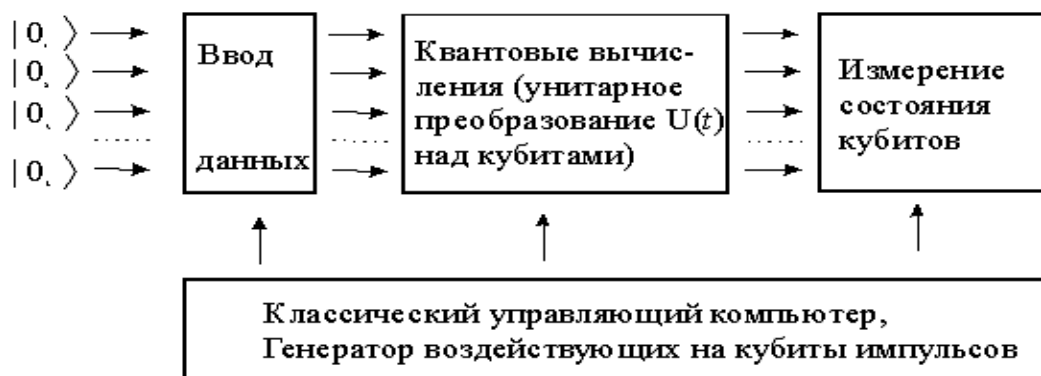 |0, ⟩
|0, ⟩
|0, ⟩
|0, ⟩
Ввод
данных
Квантовые вычис-
ления (унитарное
преобразование U(t)
над кубитами)
Измерение
состояния
кубитов
Классический управляющий компьютер,
Генератор воздействующих на кубиты импульсов